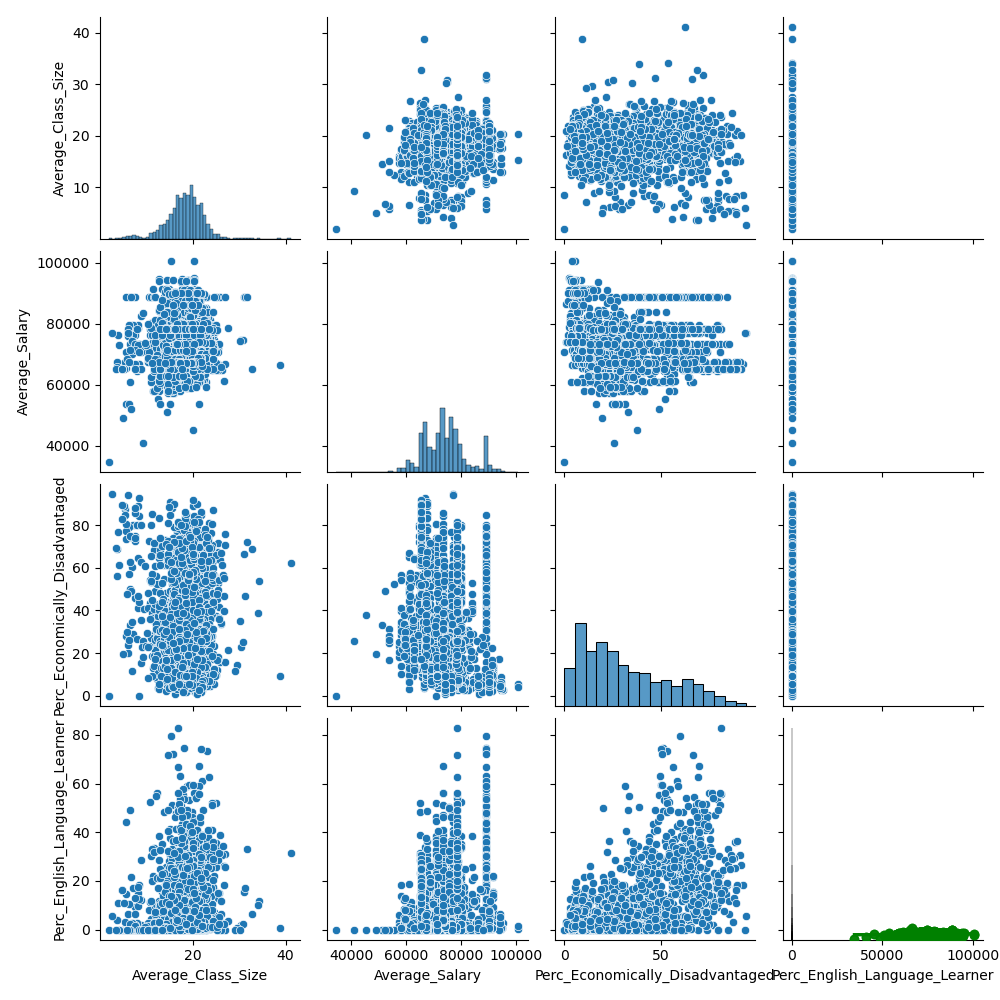 40
30
20
10
Average_Class_Size
100000
80000
60000
40000
Average_Salary
80
60
40
20
0
Perc_Economically_Disadvantaged
80
60
40
20
0
Perc_English_Language_Learner
20 40
40000 60000 80000 100000
0 50
0 50000 100000
Average_Class_Size
Average_Salary
Perc_Economically_Disadvantaged
Perc_English_Language_Learner